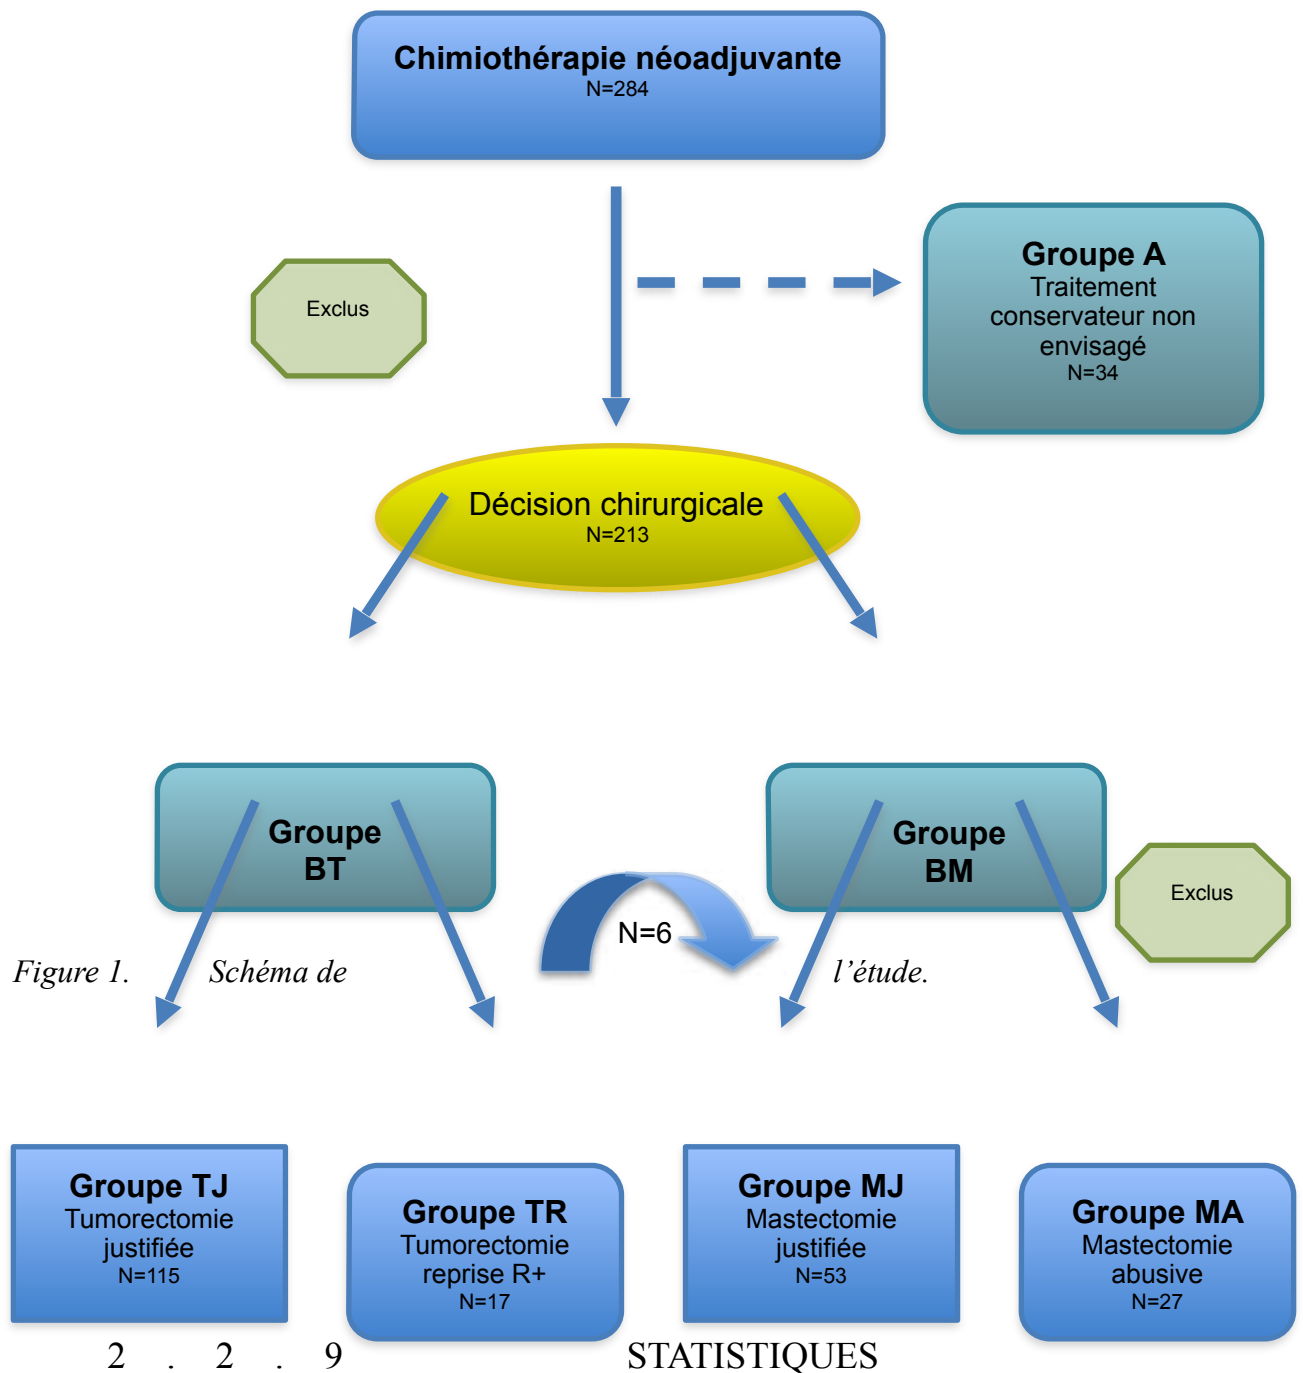 Chimiothérapie néoadjuvante
N=284
Groupe A
Traitement
conservateur non
envisagé
N=34
Exclus
Décision chirurgicale
N=213
Groupe
BT
Groupe
BM
Exclus
N=6
Figure 1. Schéma de l’étude.
Groupe TJ
Tumorectomie
justifiée
N=115
Groupe TR
Tumorectomie
reprise R+
N=17
Groupe MJ
Mastectomie
justifiée
N=53
Groupe MA
Mastectomie
abusive
N=27
2 . 2 . 9 STATISTIQUES